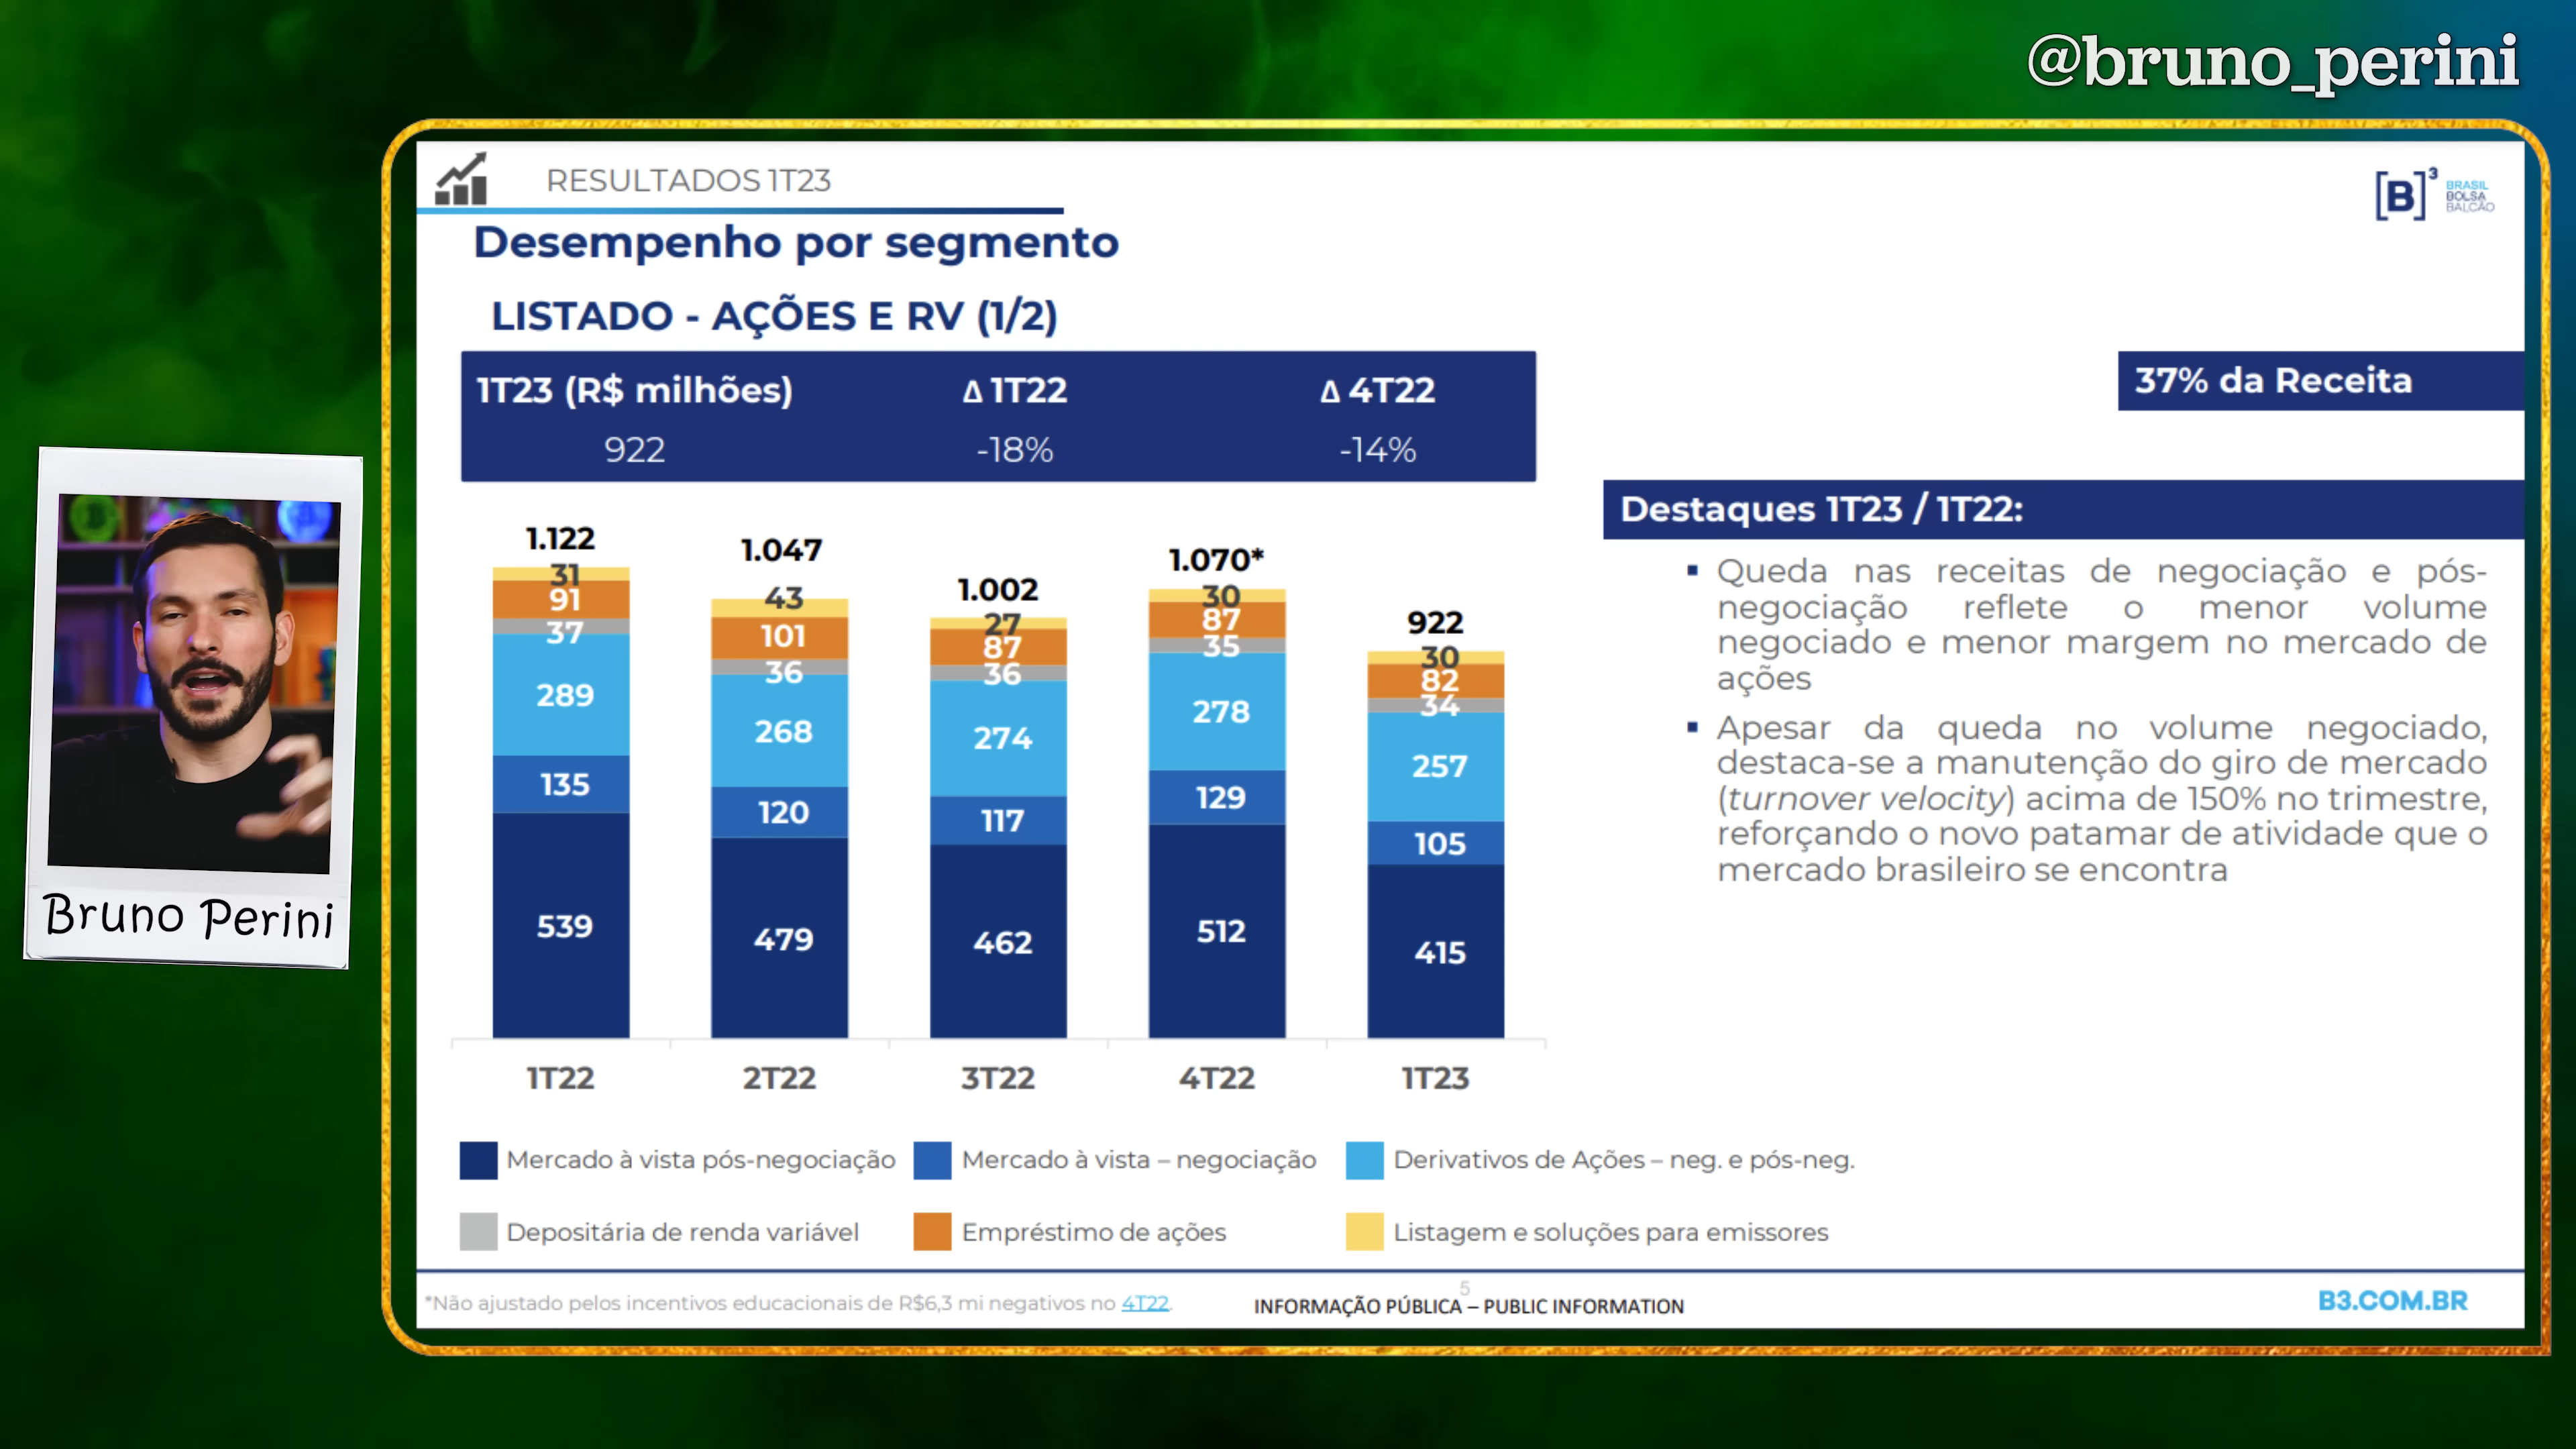 @bruno_perini
RESULTADOS 1T23
[B]³ BRASIL
BOLSA
BALCÃO
Desempenho por segmento
LISTADO - AÇÕES E RV (1/2)
1T23 (R$ milhões) Δ 1T22 Δ 4T22
922 -18% -14%
37% da Receita
Destaques 1T23 / 1T22:
▪ Queda nas receitas de negociação e pós-
negociação reflete o menor volume
negociado e menor margem no mercado de
ações
▪ Apesar da queda no volume negociado,
destaca-se a manutenção do giro de mercado
(turnover velocity) acima de 150% no trimestre,
reforçando o novo patamar de atividade que o
mercado brasileiro se encontra
1.122 1.047 1.002 1.070* 922
31 43 27 30 30
91 101 87 87 82
37 36 36 35 34
289 268 274 278 257
135 120 117 129 105
539 479 462 512 415
1T22 2T22 3T22 4T22 1T23
Mercado à vista pós-negociação Mercado à vista – negociação Derivativos de Ações – neg. e pós-neg.
Depositária de renda variável Empréstimo de ações Listagem e soluções para emissores
5
*Não ajustado pelos incentivos educacionais de R$6,3 mi negativos no 4T22.
INFORMAÇÃO PÚBLICA – PUBLIC INFORMATION
B3.COM.BR
Bruno Perini